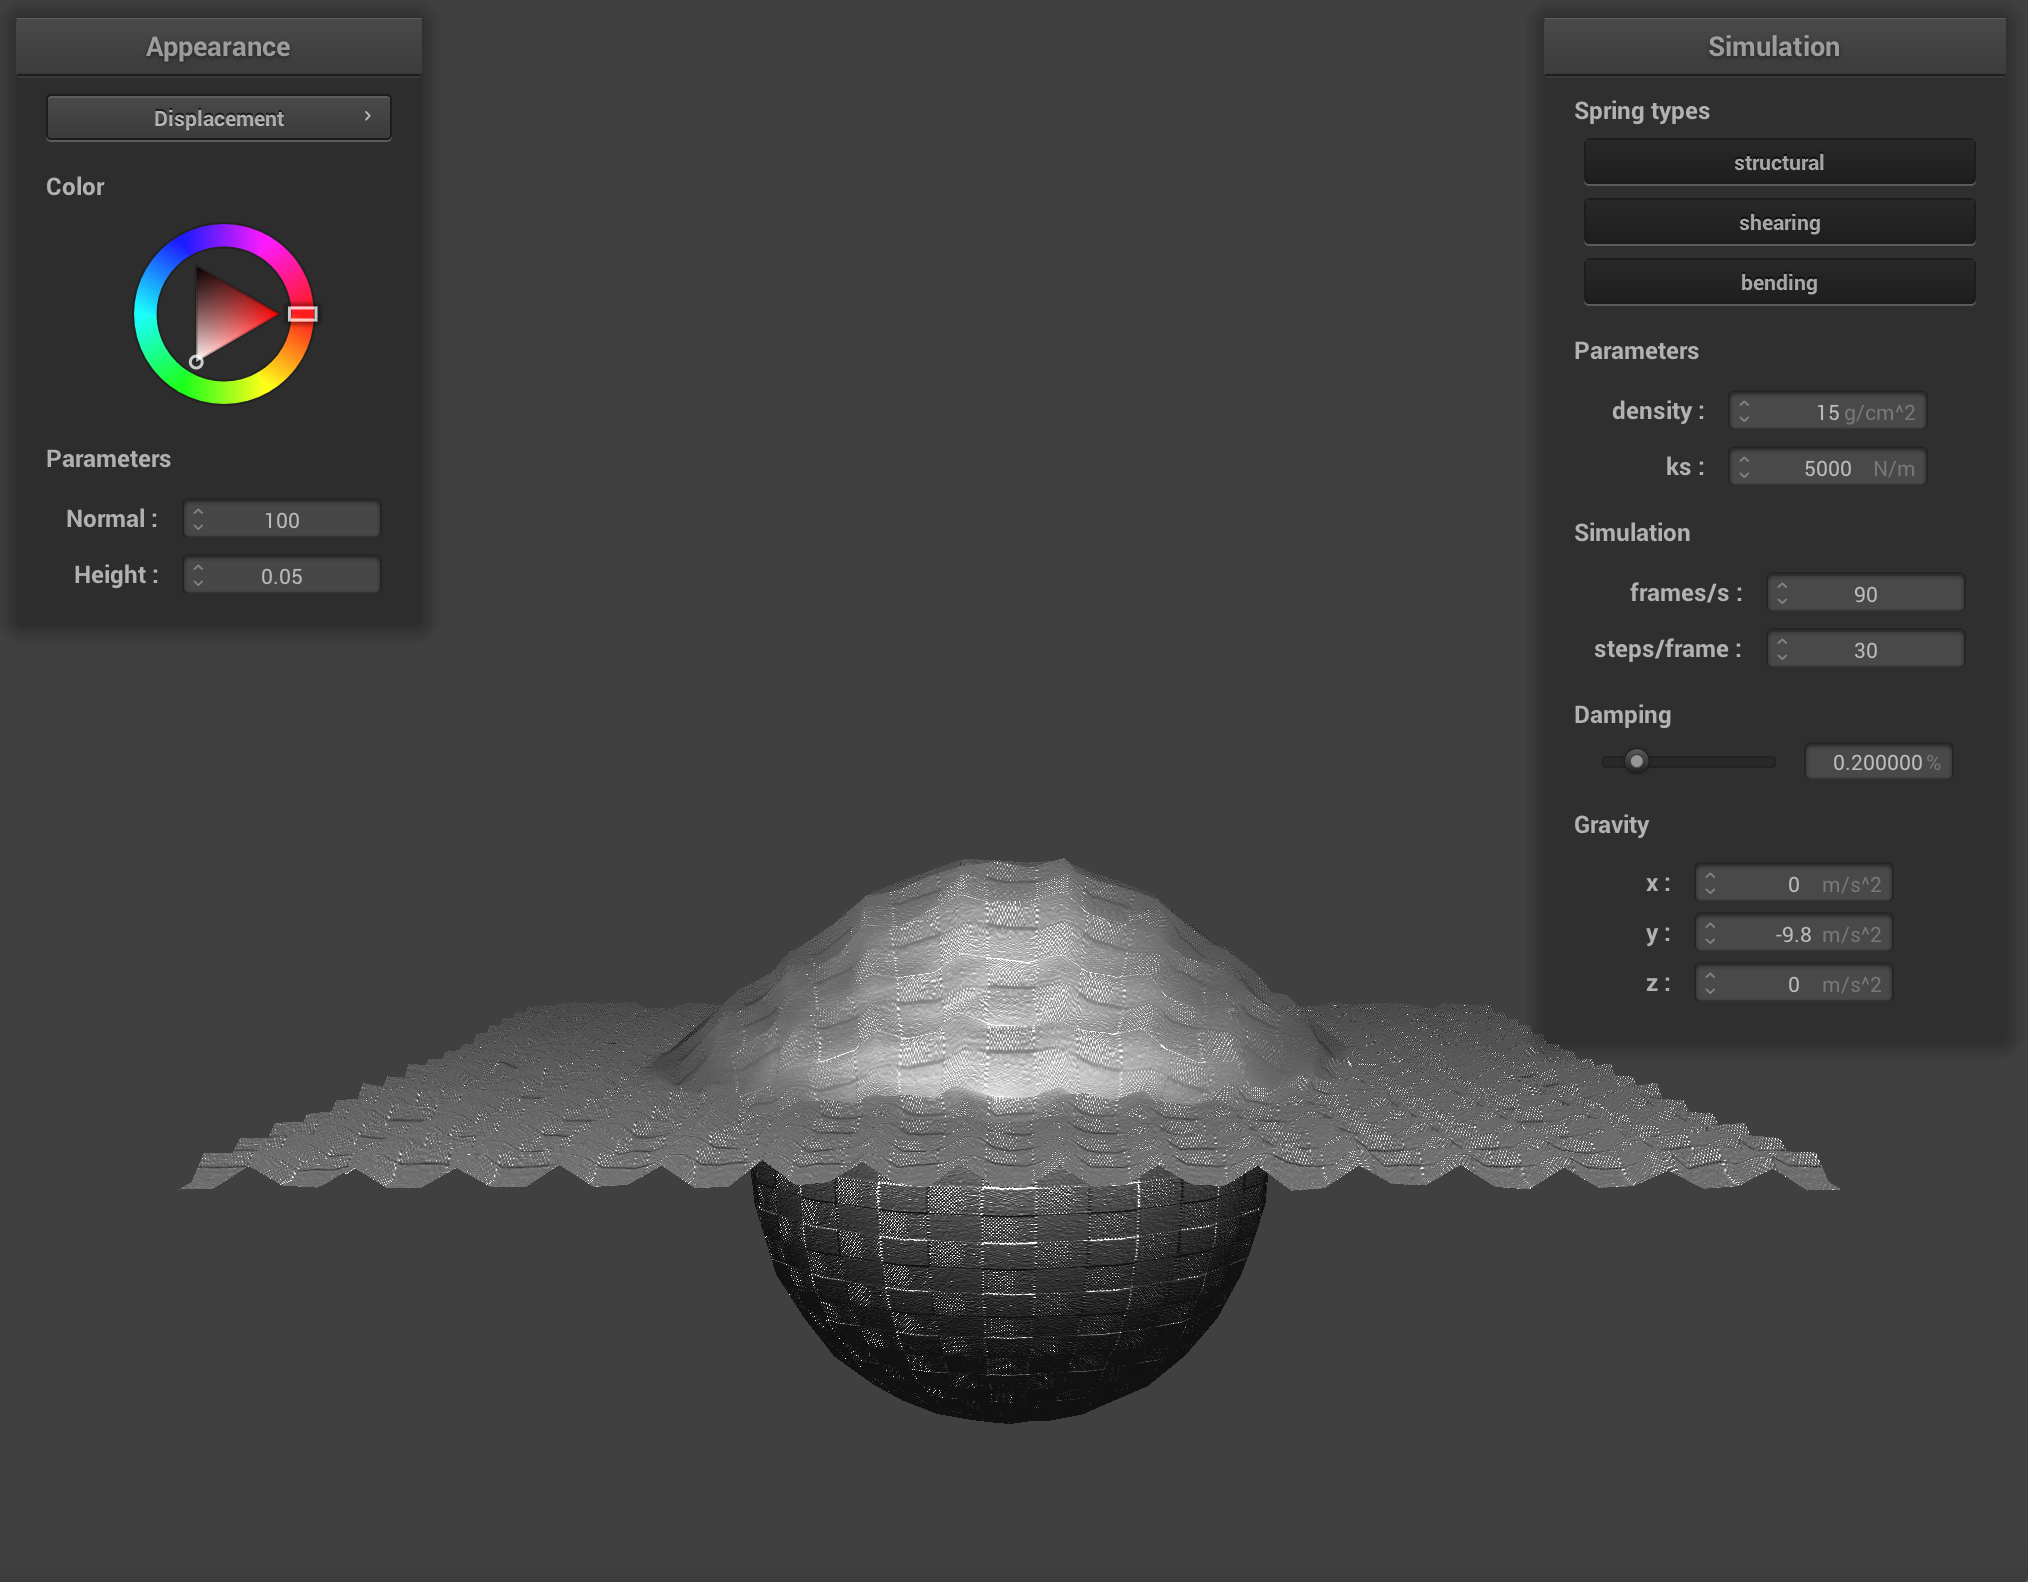 Appearance
Displacement
Color
Parameters
Normal : 100
Height : 0.05
Simulation
Spring types
structural
shearing
bending
Parameters
density : 15 g/cm^2
ks : 5000 N/m
Simulation
frames/s : 90
steps/frame : 30
Damping
0.200000 %
Gravity
x : 0 m/s^2
y : -9.8 m/s^2
z : 0 m/s^2